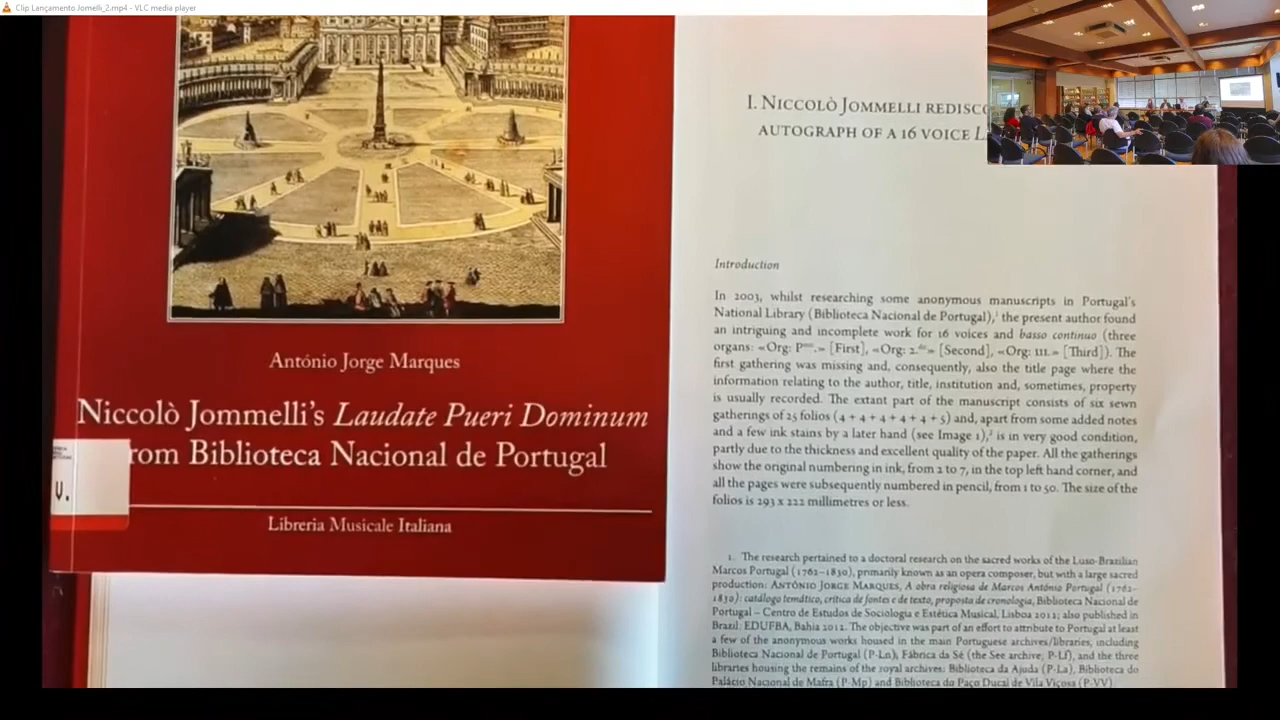 Clip Lançamento Jomelli_2.mp4 - VLC media player
António Jorge Marques
Niccolò Jommelli's Laudate Pueri Dominum
rom Biblioteca Nacional de Portugal
V.
Libreria Musicale Italiana
I. Niccolò Jommelli redisco
autograph of a 16 voice L
Introduction
In 2003, whilst researching some anonymous manuscripts in Portugal's
National Library (Biblioteca Nacional de Portugal),¹ the present author found
an intriguing and incomplete work for 16 voices and basso continuo (three
organs: «Org: Pᵐᵒ.» [First], «Org: 2.ᵈᵒ» [Second], «Org: III.» [Third]). The
first gathering was missing and, consequently, also the title page where the
information relating to the author, title, institution and, sometimes, property
is usually recorded. The extant part of the manuscript consists of six sewn
gatherings of 25 folios (4 + 4 + 4 + 4 + 4 + 5) and, apart from some added notes
and a few ink stains by a later hand (see Image 1),² is in very good condition,
partly due to the thickness and excellent quality of the paper. All the gatherings
show the original numbering in ink, from 2 to 7, in the top left hand corner, and
all the pages were subsequently numbered in pencil, from 1 to 50. The size of the
folios is 293 x 222 millimetres or less.
1. The research pertained to a doctoral research on the sacred works of the Luso-Brazilian
Marcos Portugal (1762-1830), primarily known as an opera composer, but with a large sacred
production: António Jorge Marques, A obra religiosa de Marcos António Portugal (1762-
1830): catálogo temático, crítica de fontes e de texto, proposta de cronologia, Biblioteca Nacional de
Portugal – Centro de Estudos de Sociologia e Estética Musical, Lisboa 2012; also published in
Brazil: EDUFBA, Bahia 2012. The objective was part of an effort to attribute to Portugal at least
a few of the anonymous works housed in the main Portuguese archives/libraries, including
Biblioteca Nacional de Portugal (P-Ln); Fábrica da Sé (the See archive, P-Lf), and the three
libraries housing the remains of the royal archives: Biblioteca da Ajuda (P-La), Biblioteca do
Palácio Nacional de Mafra (P-Mp) and Biblioteca do Paço Ducal de Vila Viçosa (P-VV).